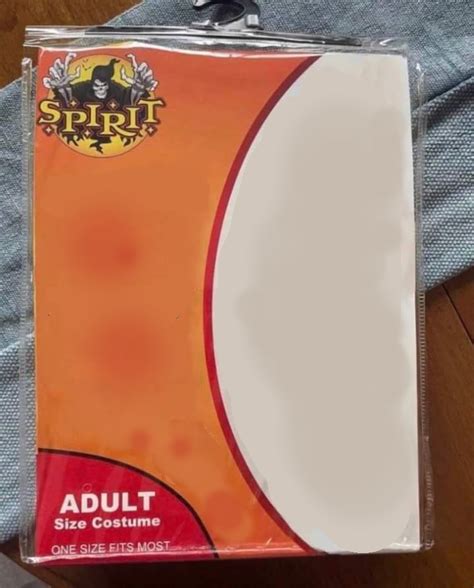 SPIRIT
ADULT
Size Costume
ONE SIZE FITS MOST